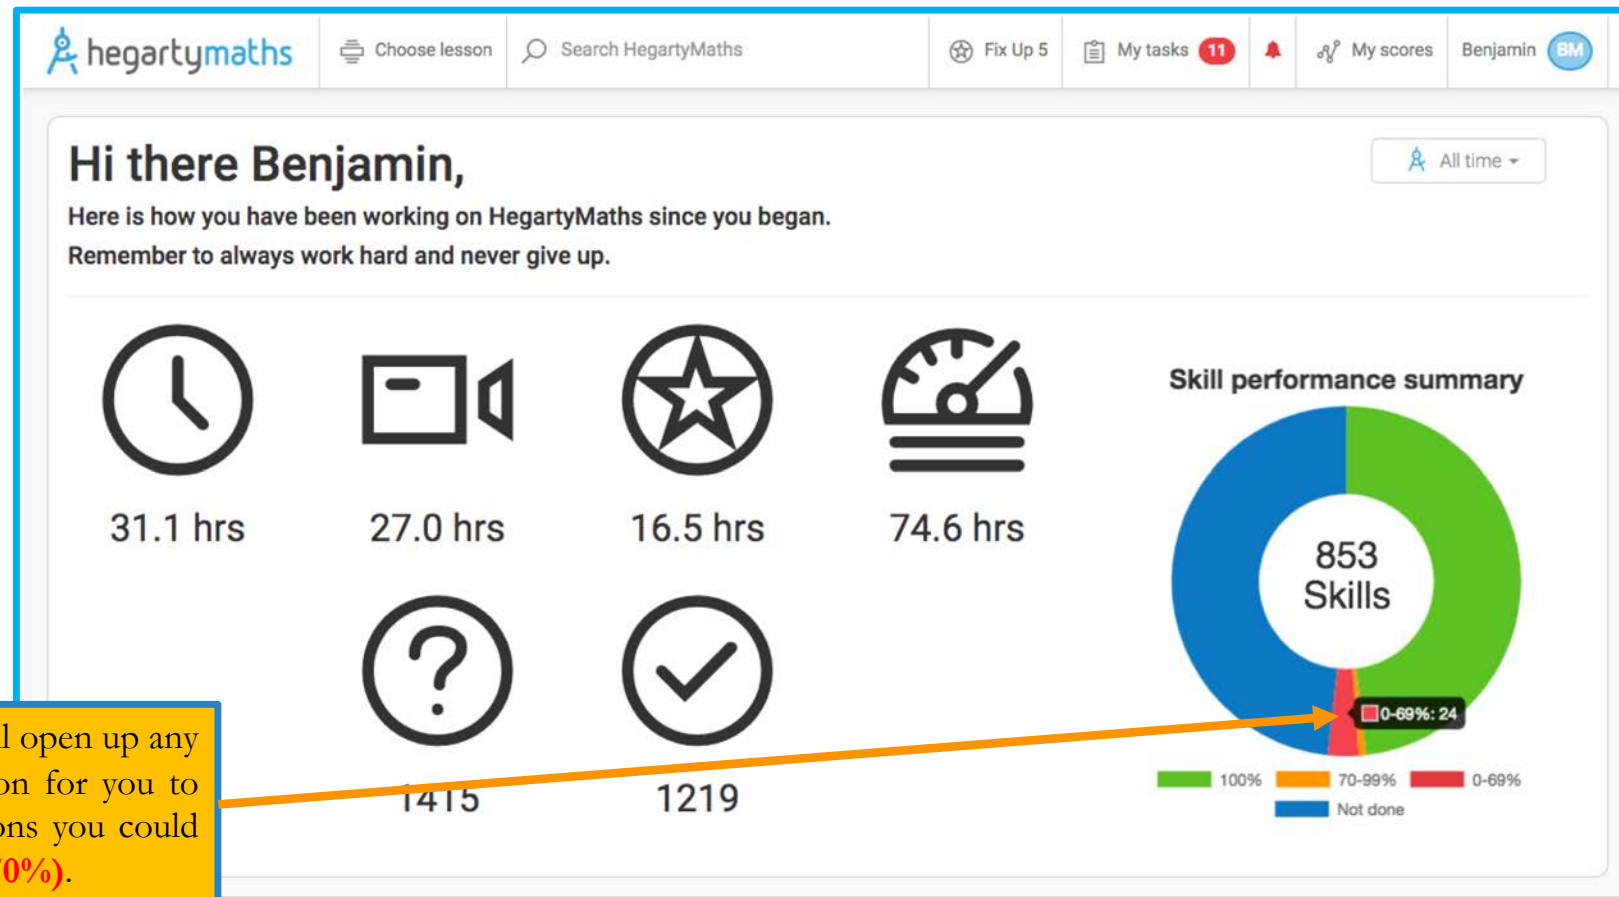 hegartymaths
Choose lesson
Search HegartyMaths
Fix Up 5
My tasks 11
My scores
Benjamin BM
Hi there Benjamin,
All time
Here is how you have been working on HegartyMaths since you began.
Remember to always work hard and never give up.
31.1 hrs
27.0 hrs
16.5 hrs
74.6 hrs
1415
1219
Skill performance summary
853
Skills
0-69%: 24
100%
70-99%
0-69%
Not done
open up any
for you to
you could